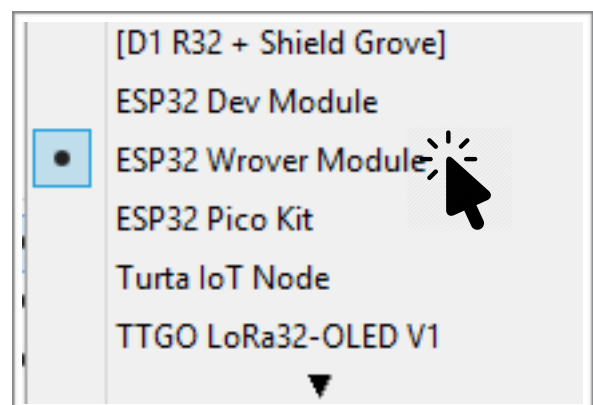 [D1 R32 + Shield Grove]
ESP32 Dev Module
ESP32 Wrover Module
ESP32 Pico Kit
Turta IoT Node
TTGO LoRa32-OLED V1